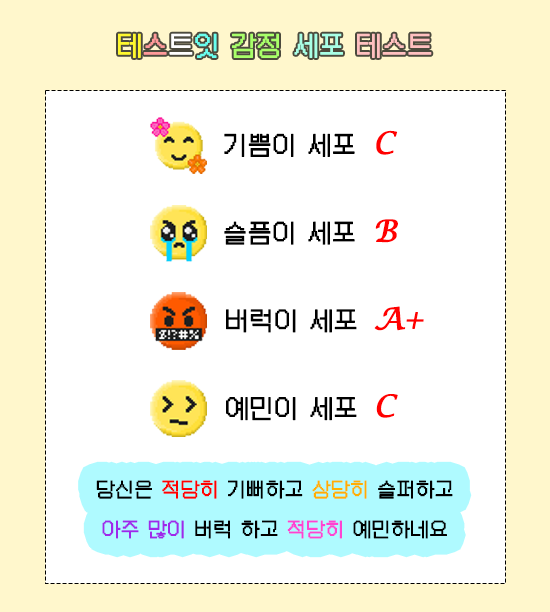 테스트잇 감정 세포 테스트
기쁨이 세포 C
슬픔이 세포 B
버럭이 세포 A+
$!?#%
예민이 세포 C
당신은 적당히 기뻐하고 상당히 슬퍼하고
아주 많이 버럭 하고 적당히 예민하네요